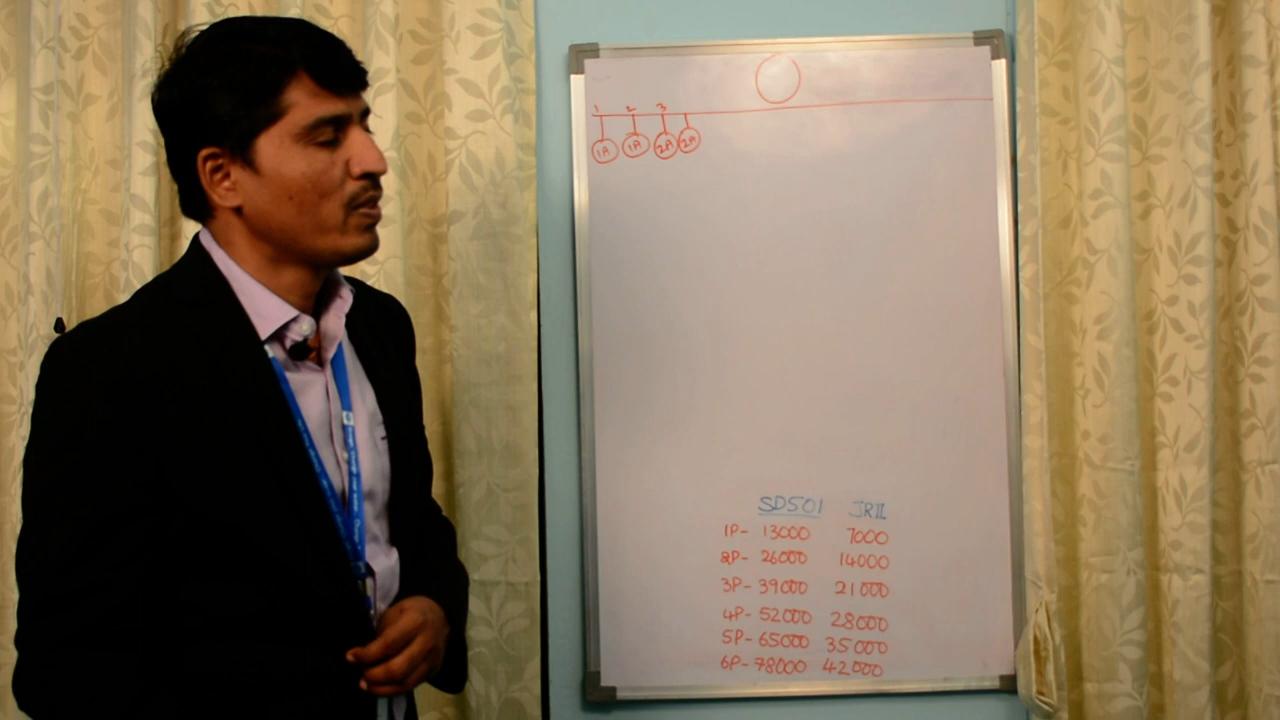 1 2 3
1A 1A 2A 2A
SD501 JRIL
1P- 13000 7000
2P- 26000 14000
3P- 39000 21000
4P- 52000 28000
5P- 65000 35000
6P- 78000 42000